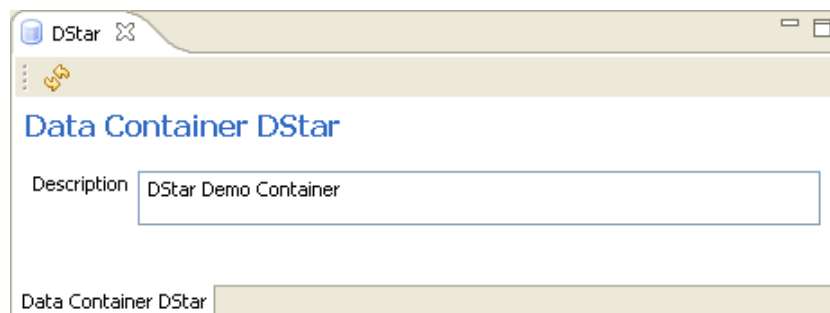 DStar
Data Container DStar
Description DStar Demo Container
Data Container DStar